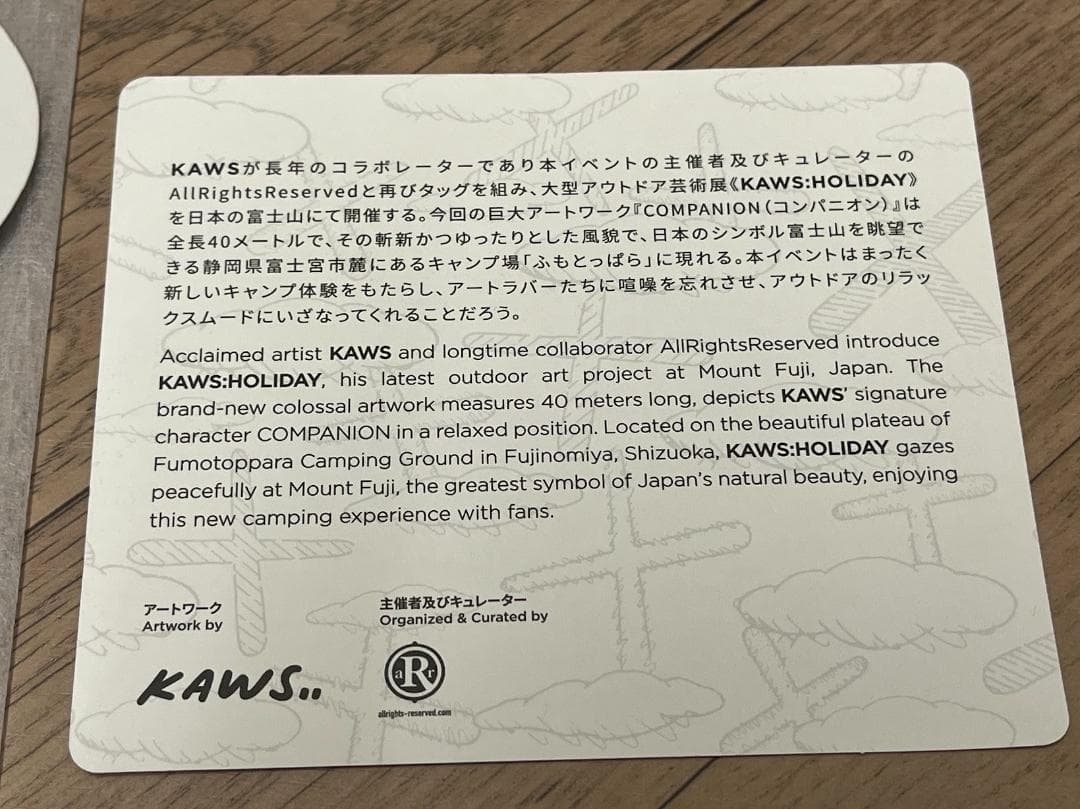 KAWSが長年のコラボレーターであり本イベントの主催者及びキュレーターの
AllRightsReservedと再びタッグを組み、大型アウトドア芸術展《KAWS:HOLIDAY》
を日本の富士山にて開催する。今回の巨大アートワーク『COMPANION（コンパニオン）』は
全長40メートルで、その斬新かつゆったりとした風貌で、日本のシンボル富士山を眺望で
きる静岡県富士宮市麓にあるキャンプ場「ふもとっぱら」に現れる。本イベントはまったく
新しいキャンプ体験をもたらし、アートラバーたちに喧噪を忘れさせ、アウトドアのリラッ
クスムードにいざなってくれることだろう。
Acclaimed artist KAWS and longtime collaborator AllRightsReserved introduce
KAWS:HOLIDAY, his latest outdoor art project at Mount Fuji, Japan. The
brand-new colossal artwork measures 40 meters long, depicts KAWS' signature
character COMPANION in a relaxed position. Located on the beautiful plateau of
Fumotoppara Camping Ground in Fujinomiya, Shizuoka, KAWS:HOLIDAY gazes
peacefully at Mount Fuji, the greatest symbol of Japan's natural beauty, enjoying
this new camping experience with fans.
アートワーク
Artwork by
KAWS..
主催者及びキュレーター
Organized & Curated by
aRr
allrights-reserved.com